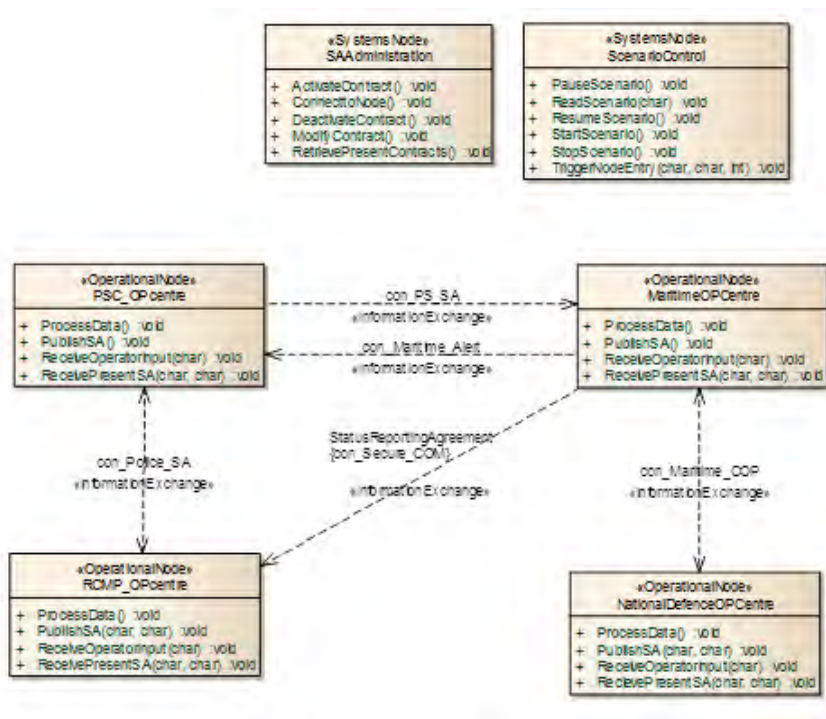 «SystemsNode»
SAAdministration
+ ActivateContract() :void
+ ConnecttoNode() :void
+ DeactivateContract() :void
+ ModifyContract() :void
+ RetrievePresentContracts() :void
«SystemsNode»
ScenarioControl
+ PauseScenario() :void
+ ReadScenario(char) :void
+ ResumeScenario() :void
+ StartScenario() :void
+ StopScenario() :void
+ TriggerNodeEntry(char, char, int) :void
«OperationalNode»
PSC_OPcentre
+ ProcessData() :void
+ PublishSA() :void
+ ReceiveOperatorInput(char) :void
+ ReceivePresentSA(char, char) :void
con_PS_SA
«InformationExchange»
con_Maritime_Alert
«InformationExchange»
«OperationalNode»
MaritimeOPCentre
+ ProcessData() :void
+ PublishSA() :void
+ ReceiveOperatorInput(char) :void
+ ReceivePresentSA(char, char) :void
con_Police_SA
«InformationExchange»
StatusReportingAgreement
{con_Secure_COM}
«InformationExchange»
con_Maritime_COP
«InformationExchange»
«OperationalNode»
RCMP_OPcentre
+ ProcessData() :void
+ PublishSA(char, char) :void
+ ReceiveOperatorInput(char) :void
+ ReceivePresentSA(char, char) :void
«OperationalNode»
NationalDefenceOPCentre
+ ProcessData() :void
+ PublishSA(char, char) :void
+ ReceiveOperatorInput(char) :void
+ RecievePresentSA(char, char) :void